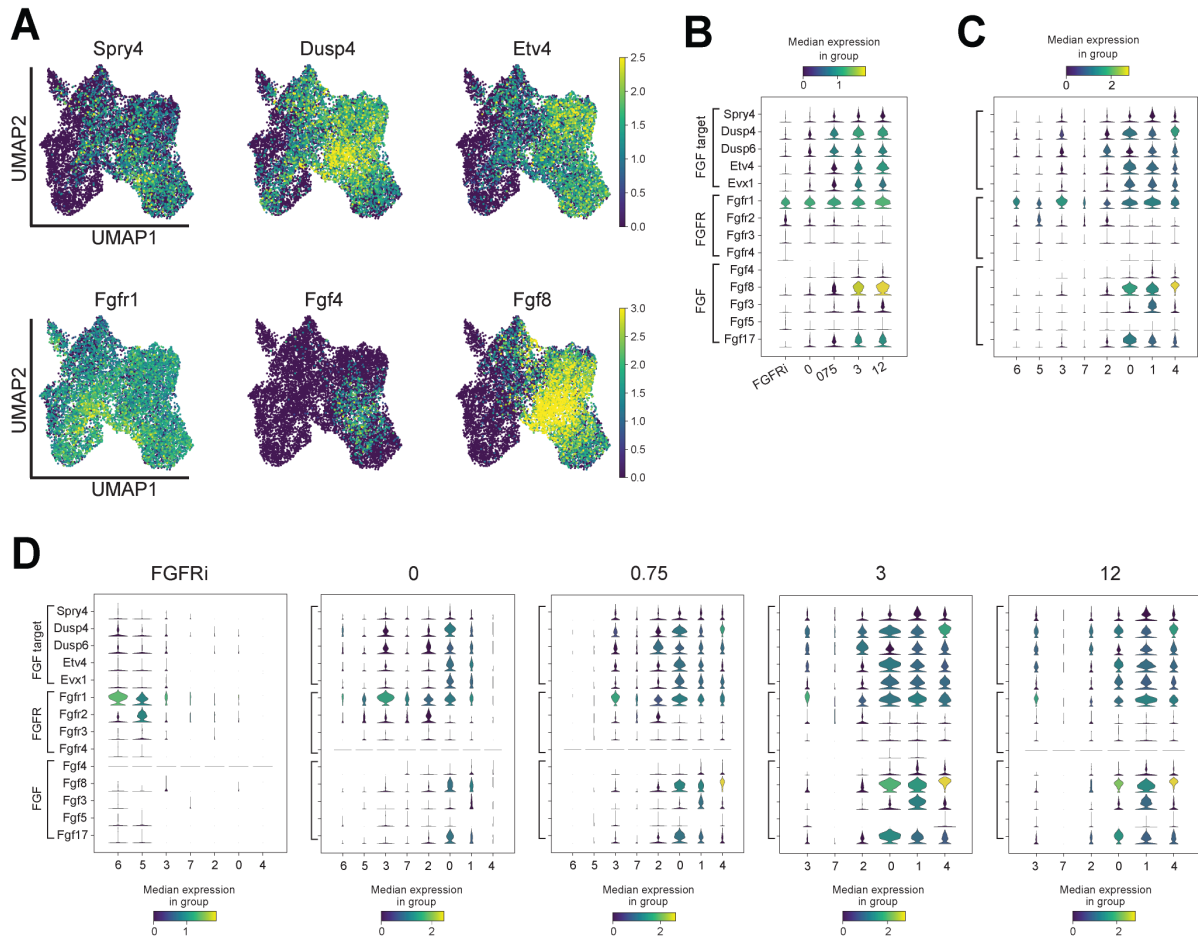 A
Spry4
Dusp4
Etv4
UMAP2
UMAP1
2.5
2.0
1.5
1.0
0.5
0.0
Fgfr1
Fgf4
Fgf8
UMAP2
UMAP1
3.0
2.5
2.0
1.5
1.0
0.5
0.0
B
Median expression
in group
0 1
FGF target
FGFR
FGF
Spry4
Dusp4
Dusp6
Etv4
Evx1
Fgfr1
Fgfr2
Fgfr3
Fgfr4
Fgf4
Fgf8
Fgf3
Fgf5
Fgf17
FGFRi 0 075 3 12
C
Median expression
in group
0 2
6 5 3 7 2 0 1 4
D
FGFRi
0
0.75
3
12
FGF target
FGFR
FGF
Spry4
Dusp4
Dusp6
Etv4
Evx1
Fgfr1
Fgfr2
Fgfr3
Fgfr4
Fgf4
Fgf8
Fgf3
Fgf5
Fgf17
6 5 3 7 2 0 4
Median expression
in group
0 1
6 5 3 7 2 0 1 4
Median expression
in group
0 2
6 5 3 7 2 0 1 4
Median expression
in group
0 2
3 7 2 0 1 4
Median expression
in group
0 2
3 7 2 0 1 4
Median expression
in group
0 2